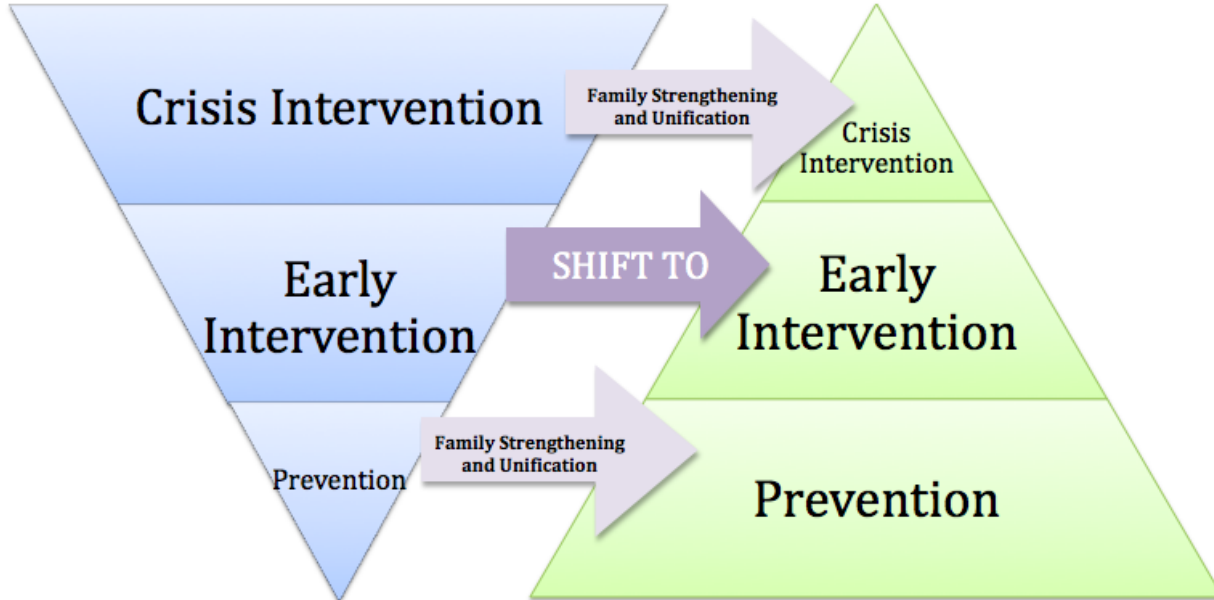 Crisis Intervention
Family Strengthening
and Unification
Crisis
Intervention
Early
Intervention
SHIFT TO
Early
Intervention
Prevention
Family Strengthening
and Unification
Prevention